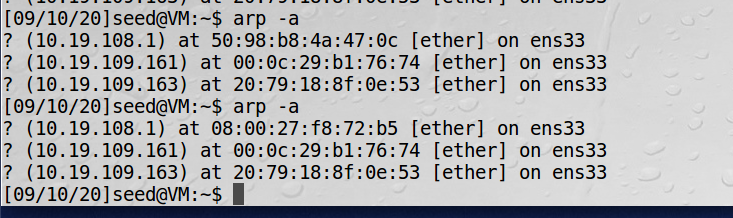 [09/10/20]seed@VM:~$ arp -a
? (10.19.108.1) at 50:98:b8:4a:47:0c [ether] on ens33
? (10.19.109.161) at 00:0c:29:b1:76:74 [ether] on ens33
? (10.19.109.163) at 20:79:18:8f:0e:53 [ether] on ens33
[09/10/20]seed@VM:~$ arp -a
? (10.19.108.1) at 08:00:27:f8:72:b5 [ether] on ens33
? (10.19.109.161) at 00:0c:29:b1:76:74 [ether] on ens33
? (10.19.109.163) at 20:79:18:8f:0e:53 [ether] on ens33
[09/10/20]seed@VM:~$